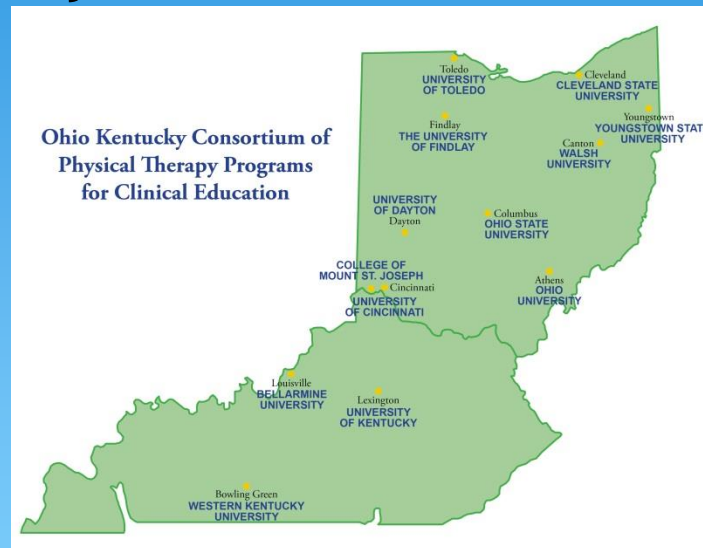 Ohio Kentucky Consortium of
Physical Therapy Programs
for Clinical Education
Toledo
UNIVERSITY
OF TOLEDO
Cleveland
CLEVELAND STATE
UNIVERSITY
Findlay
THE UNIVERSITY
OF FINDLAY
Youngstown
YOUNGSTOWN STAT
UNIVERSITY
Canton
WALSH
UNIVERSITY
UNIVERSITY
OF DAYTON
Dayton
Columbus
OHIO STATE
UNIVERSITY
COLLEGE OF
MOUNT ST. JOSEPH
Cincinnati
UNIVERSITY
OF CINCINNATI
Athens
OHIO
UNIVERSITY
Louisville
BELLARMINE
UNIVERSITY
Lexington
UNIVERSITY
OF KENTUCKY
Bowling Green
WESTERN KENTUCKY
UNIVERSITY